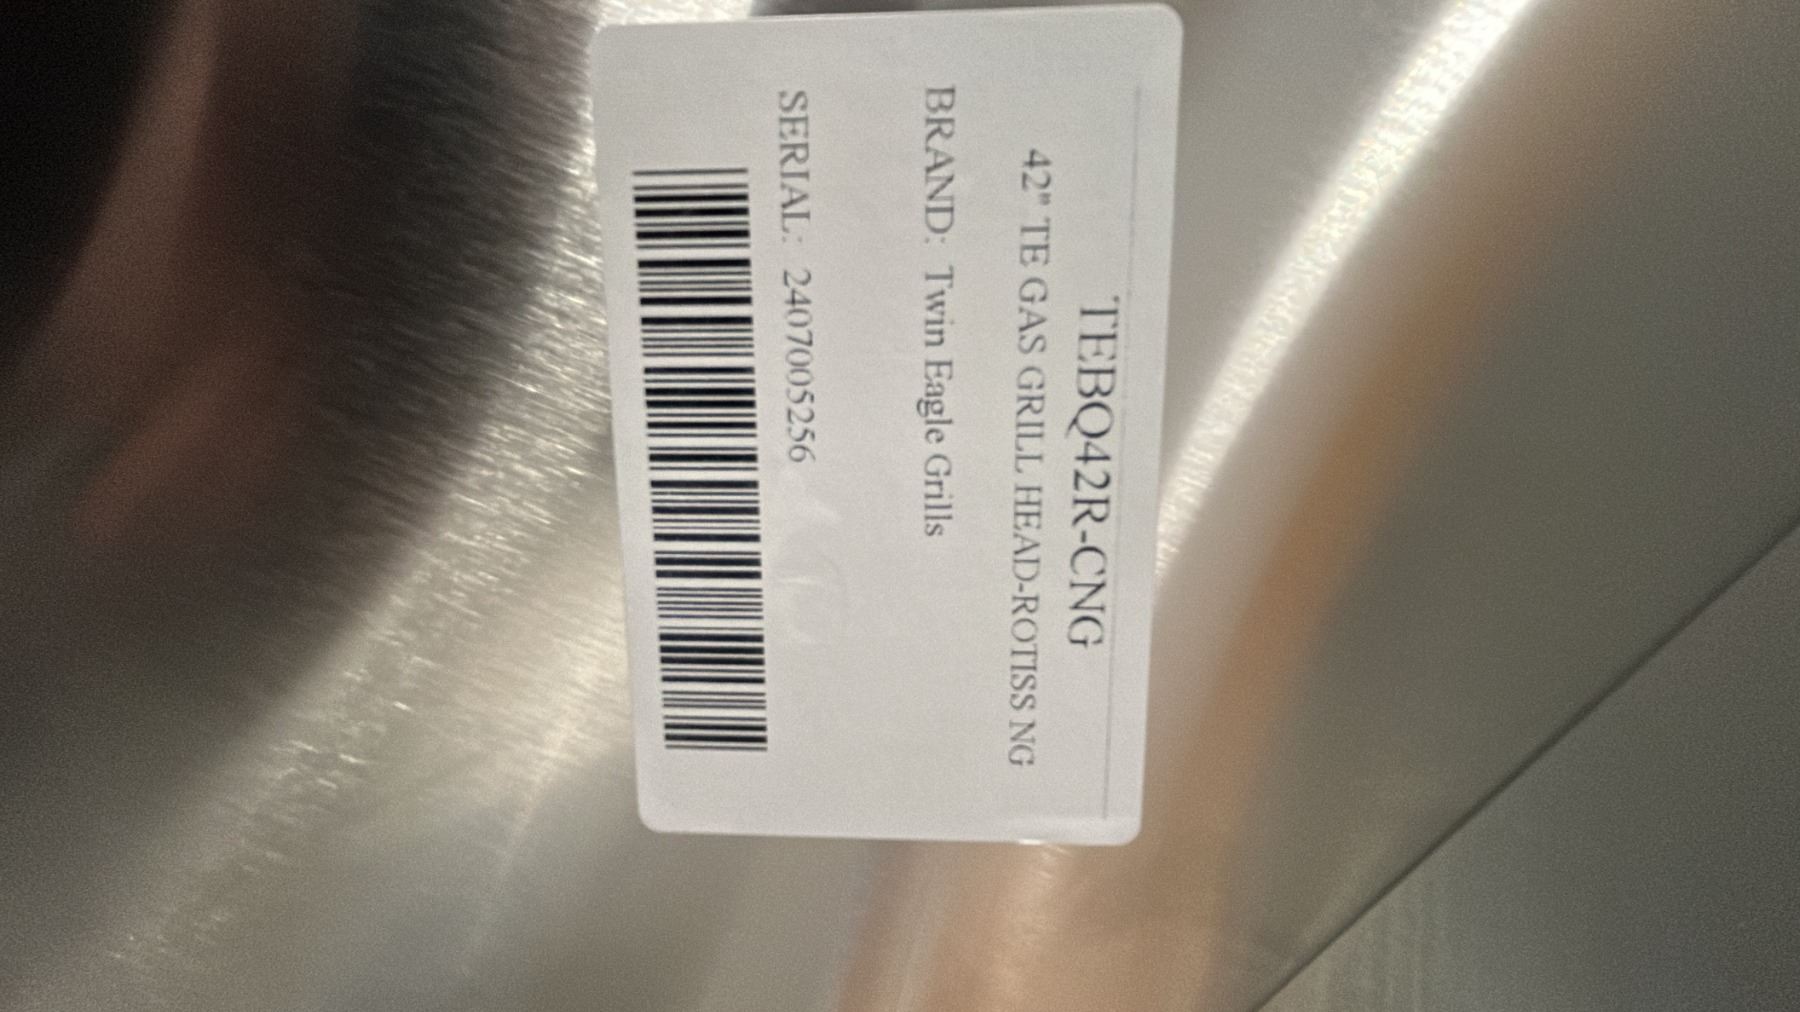 TEBQ42R-CNG
42" TE GAS GRILL HEAD-ROTISS NG
BRAND: Twin Eagle Grills
SERIAL: 2407005256